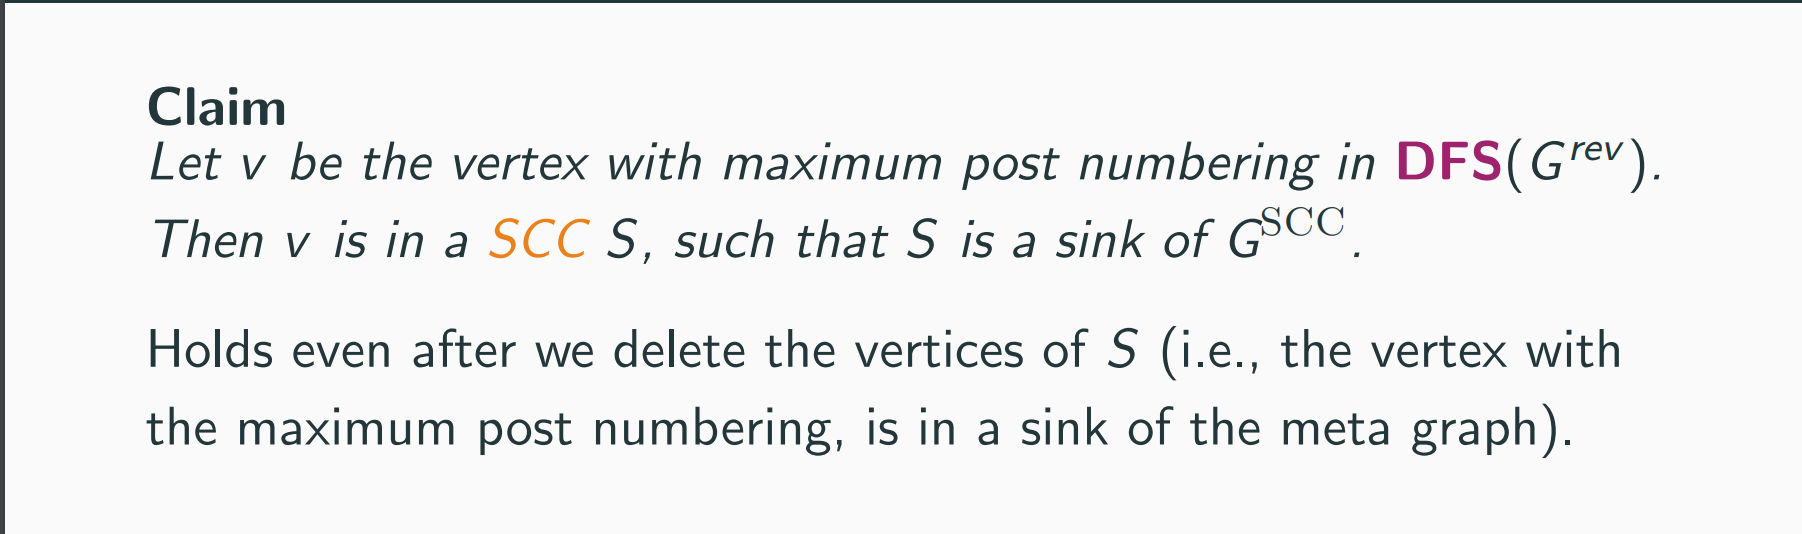 Claim
Let v be the vertex with maximum post numbering in DFS(G^rev).
Then v is in a SCC S, such that S is a sink of G^SCC.
Holds even after we delete the vertices of S (i.e., the vertex with
the maximum post numbering, is in a sink of the meta graph).